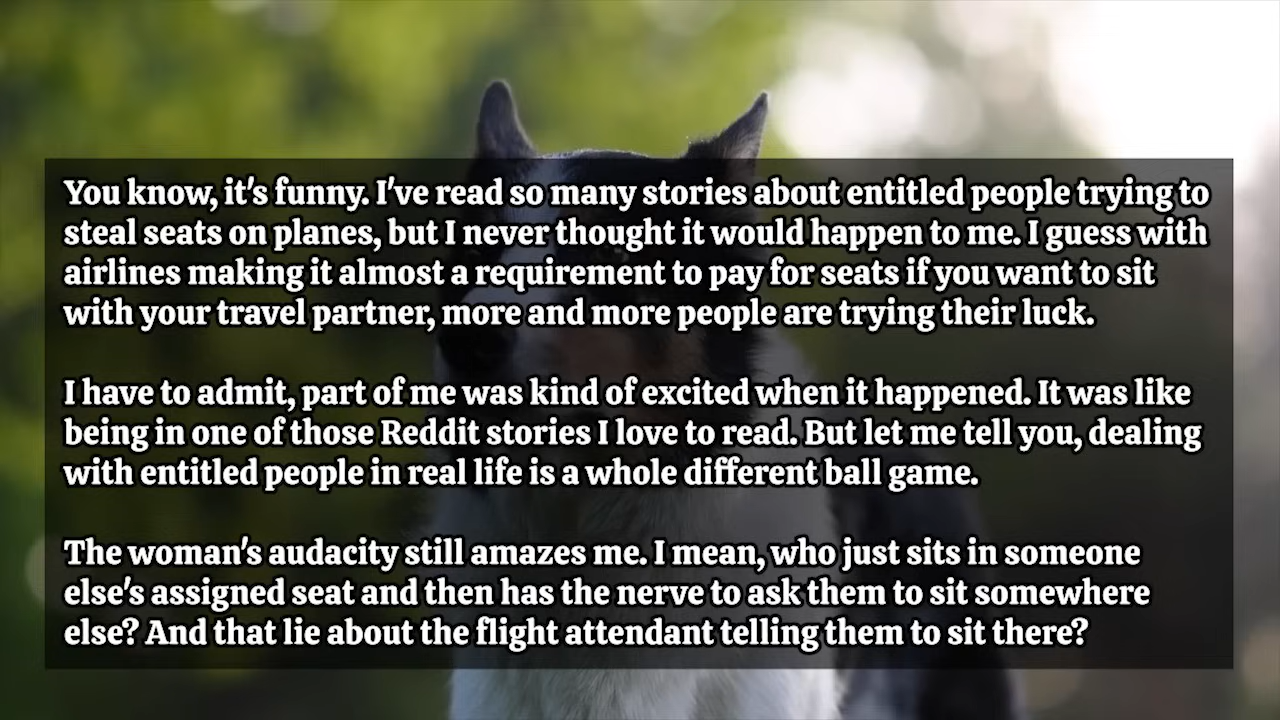 You know, it's funny. I've read so many stories about entitled people trying to
steal seats on planes, but I never thought it would happen to me. I guess with
airlines making it almost a requirement to pay for seats if you want to sit
with your travel partner, more and more people are trying their luck.
I have to admit, part of me was kind of excited when it happened. It was like
being in one of those Reddit stories I love to read. But let me tell you, dealing
with entitled people in real life is a whole different ball game.
The woman's audacity still amazes me. I mean, who just sits in someone
else's assigned seat and then has the nerve to ask them to sit somewhere
else? And that lie about the flight attendant telling them to sit there?